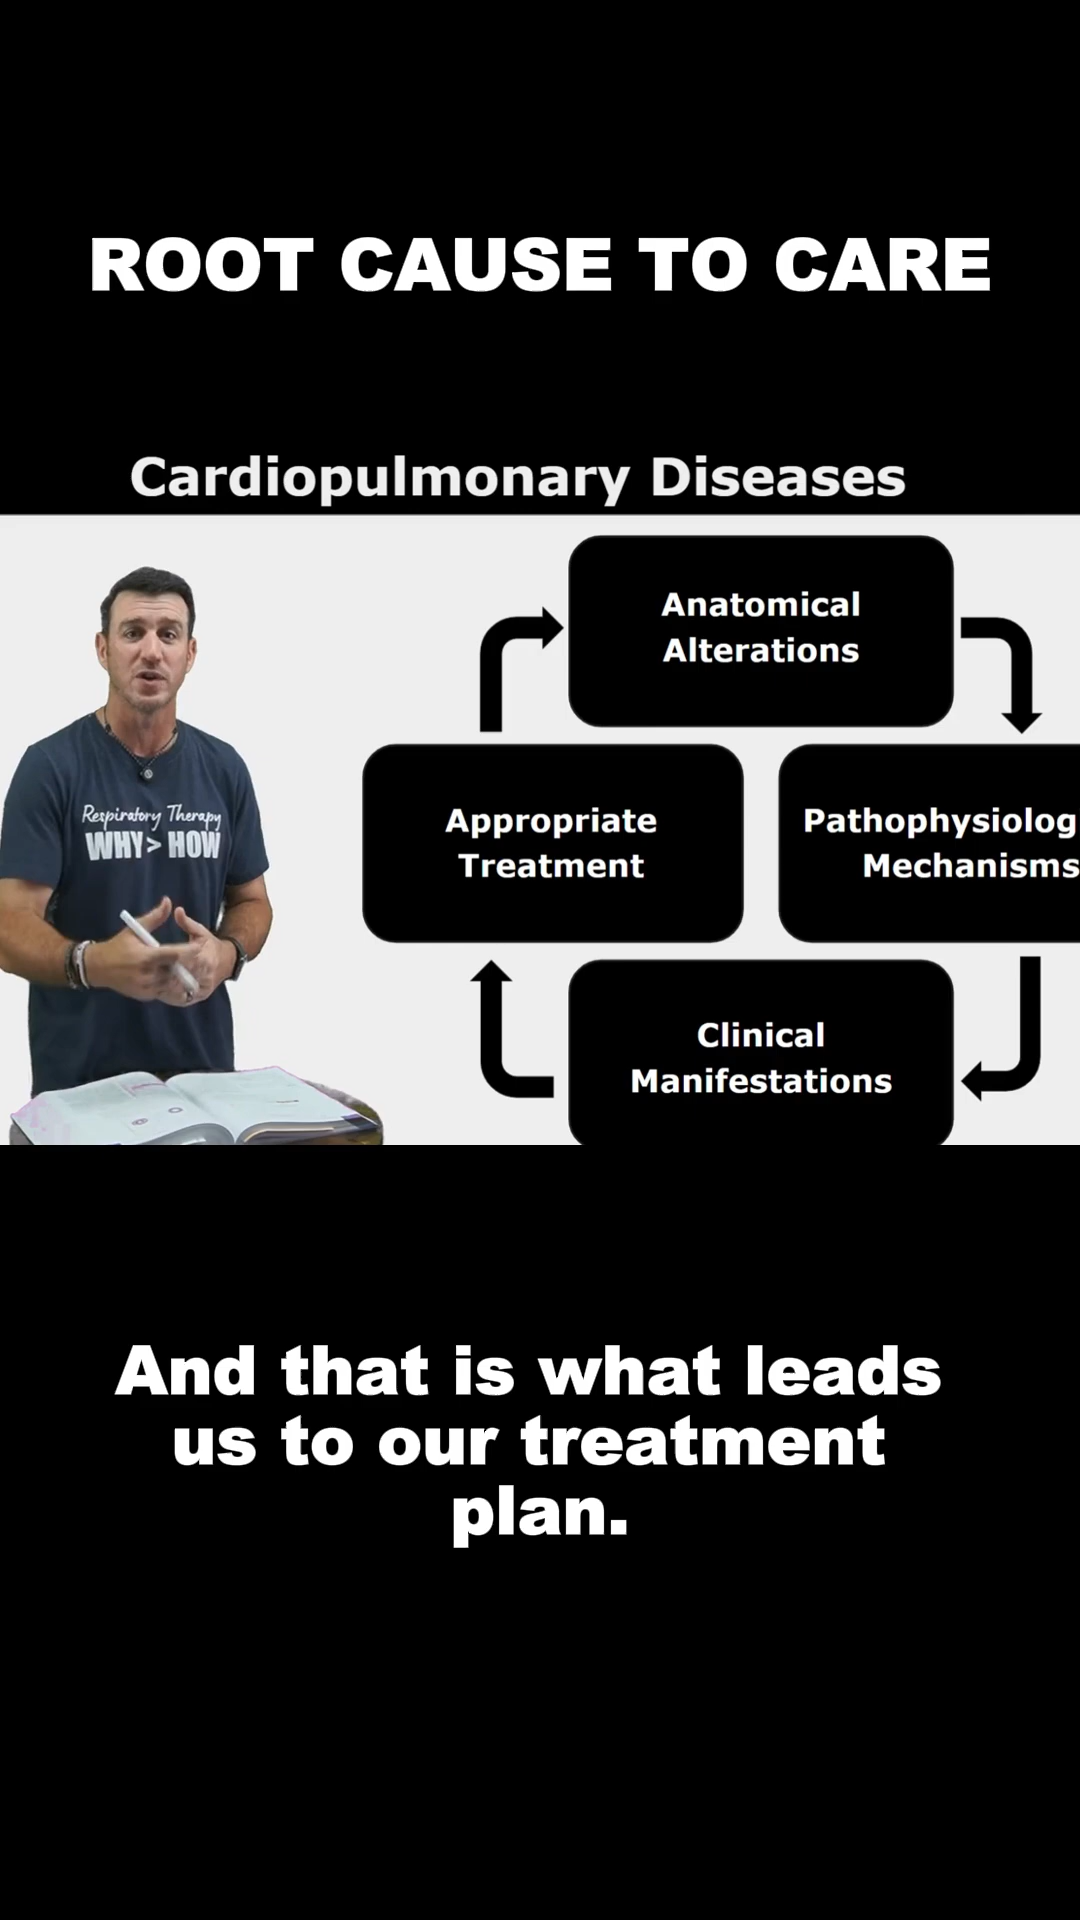 ROOT CAUSE TO CARE
Cardiopulmonary Diseases
Anatomical
Alterations
Respiratory Therapy
WHY > HOW
Appropriate
Treatment
Pathophysiolog
Mechanisms
Clinical
Manifestations
And that is what leads
us to our treatment
plan.